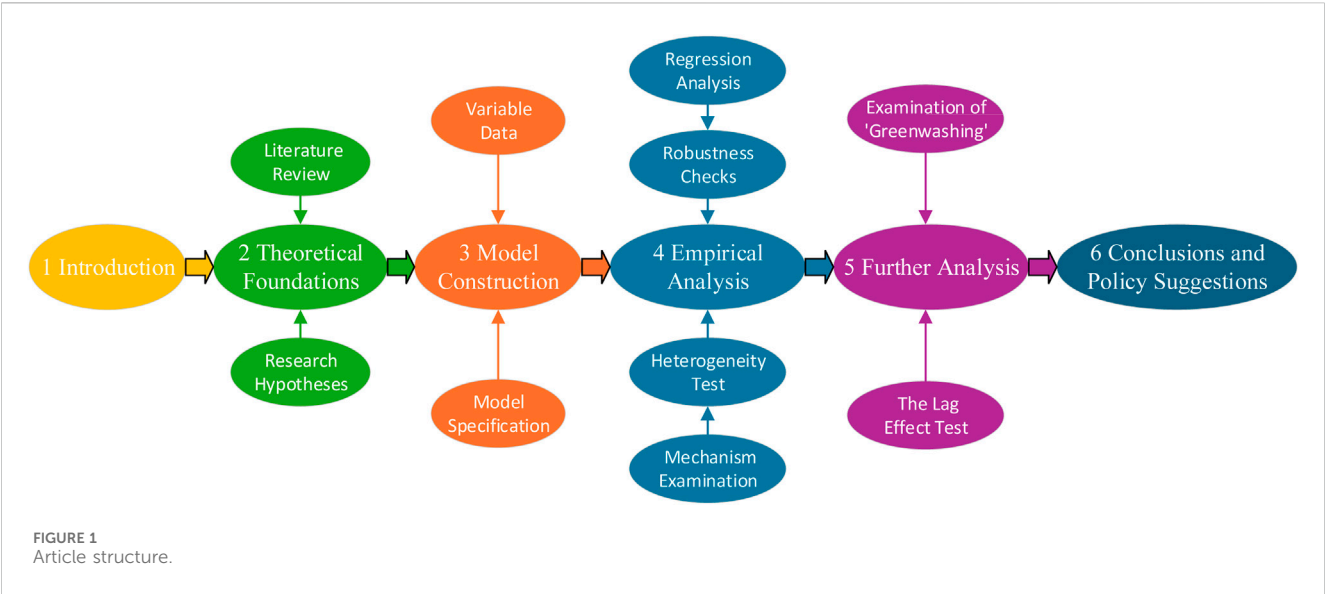 1 Introduction
Literature
Review
2 Theoretical
Foundations
Research
Hypotheses
Variable
Data
3 Model
Construction
Model
Specification
Regression
Analysis
Robustness
Checks
4 Empirical
Analysis
Heterogeneity
Test
Mechanism
Examination
Examination of
'Greenwashing'
5 Further Analysis
The Lag
Effect Test
6 Conclusions and
Policy Suggestions
FIGURE 1
Article structure.